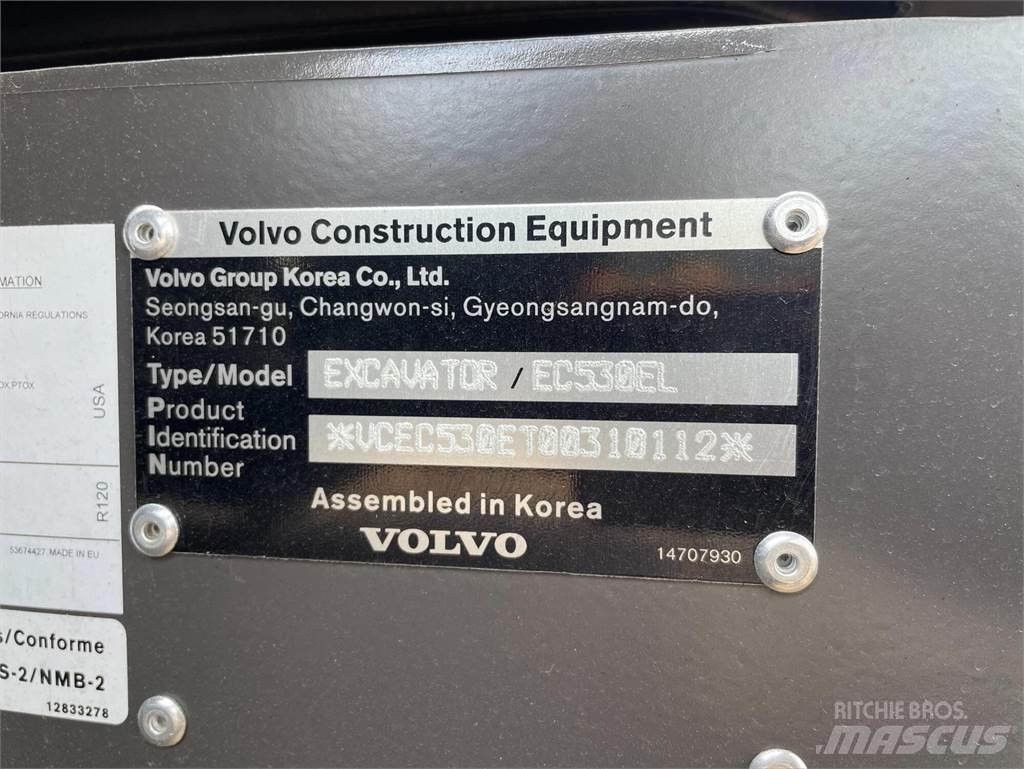 Volvo Construction Equipment
Volvo Group Korea Co., Ltd.
Seongsan-gu, Changwon-si, Gyeongsangnam-do,
Korea 51710
Type/Model EXCAVATOR / EC530EL
Product
Identification *VCEC530ET00310112*
Number
Assembled in Korea
VOLVO
14707930
MATION
ORNIA REGULATIONS
OX,PTOX
USA
R120
53674427.MADE IN EU
s/Conforme
S-2/NMB-2
12833278
RITCHIE BROS.
MASCUS